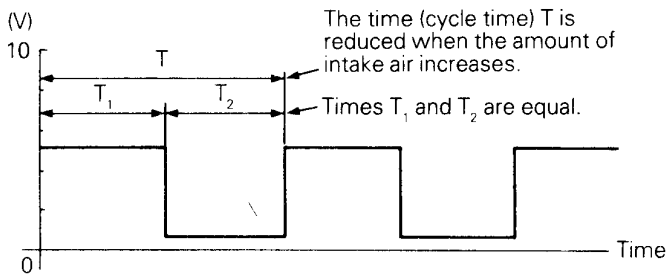 (V)
10
The time (cycle time) T is
reduced when the amount of
intake air increases.
T
T₁
T₂
Times T₁ and T₂ are equal.
Time
0